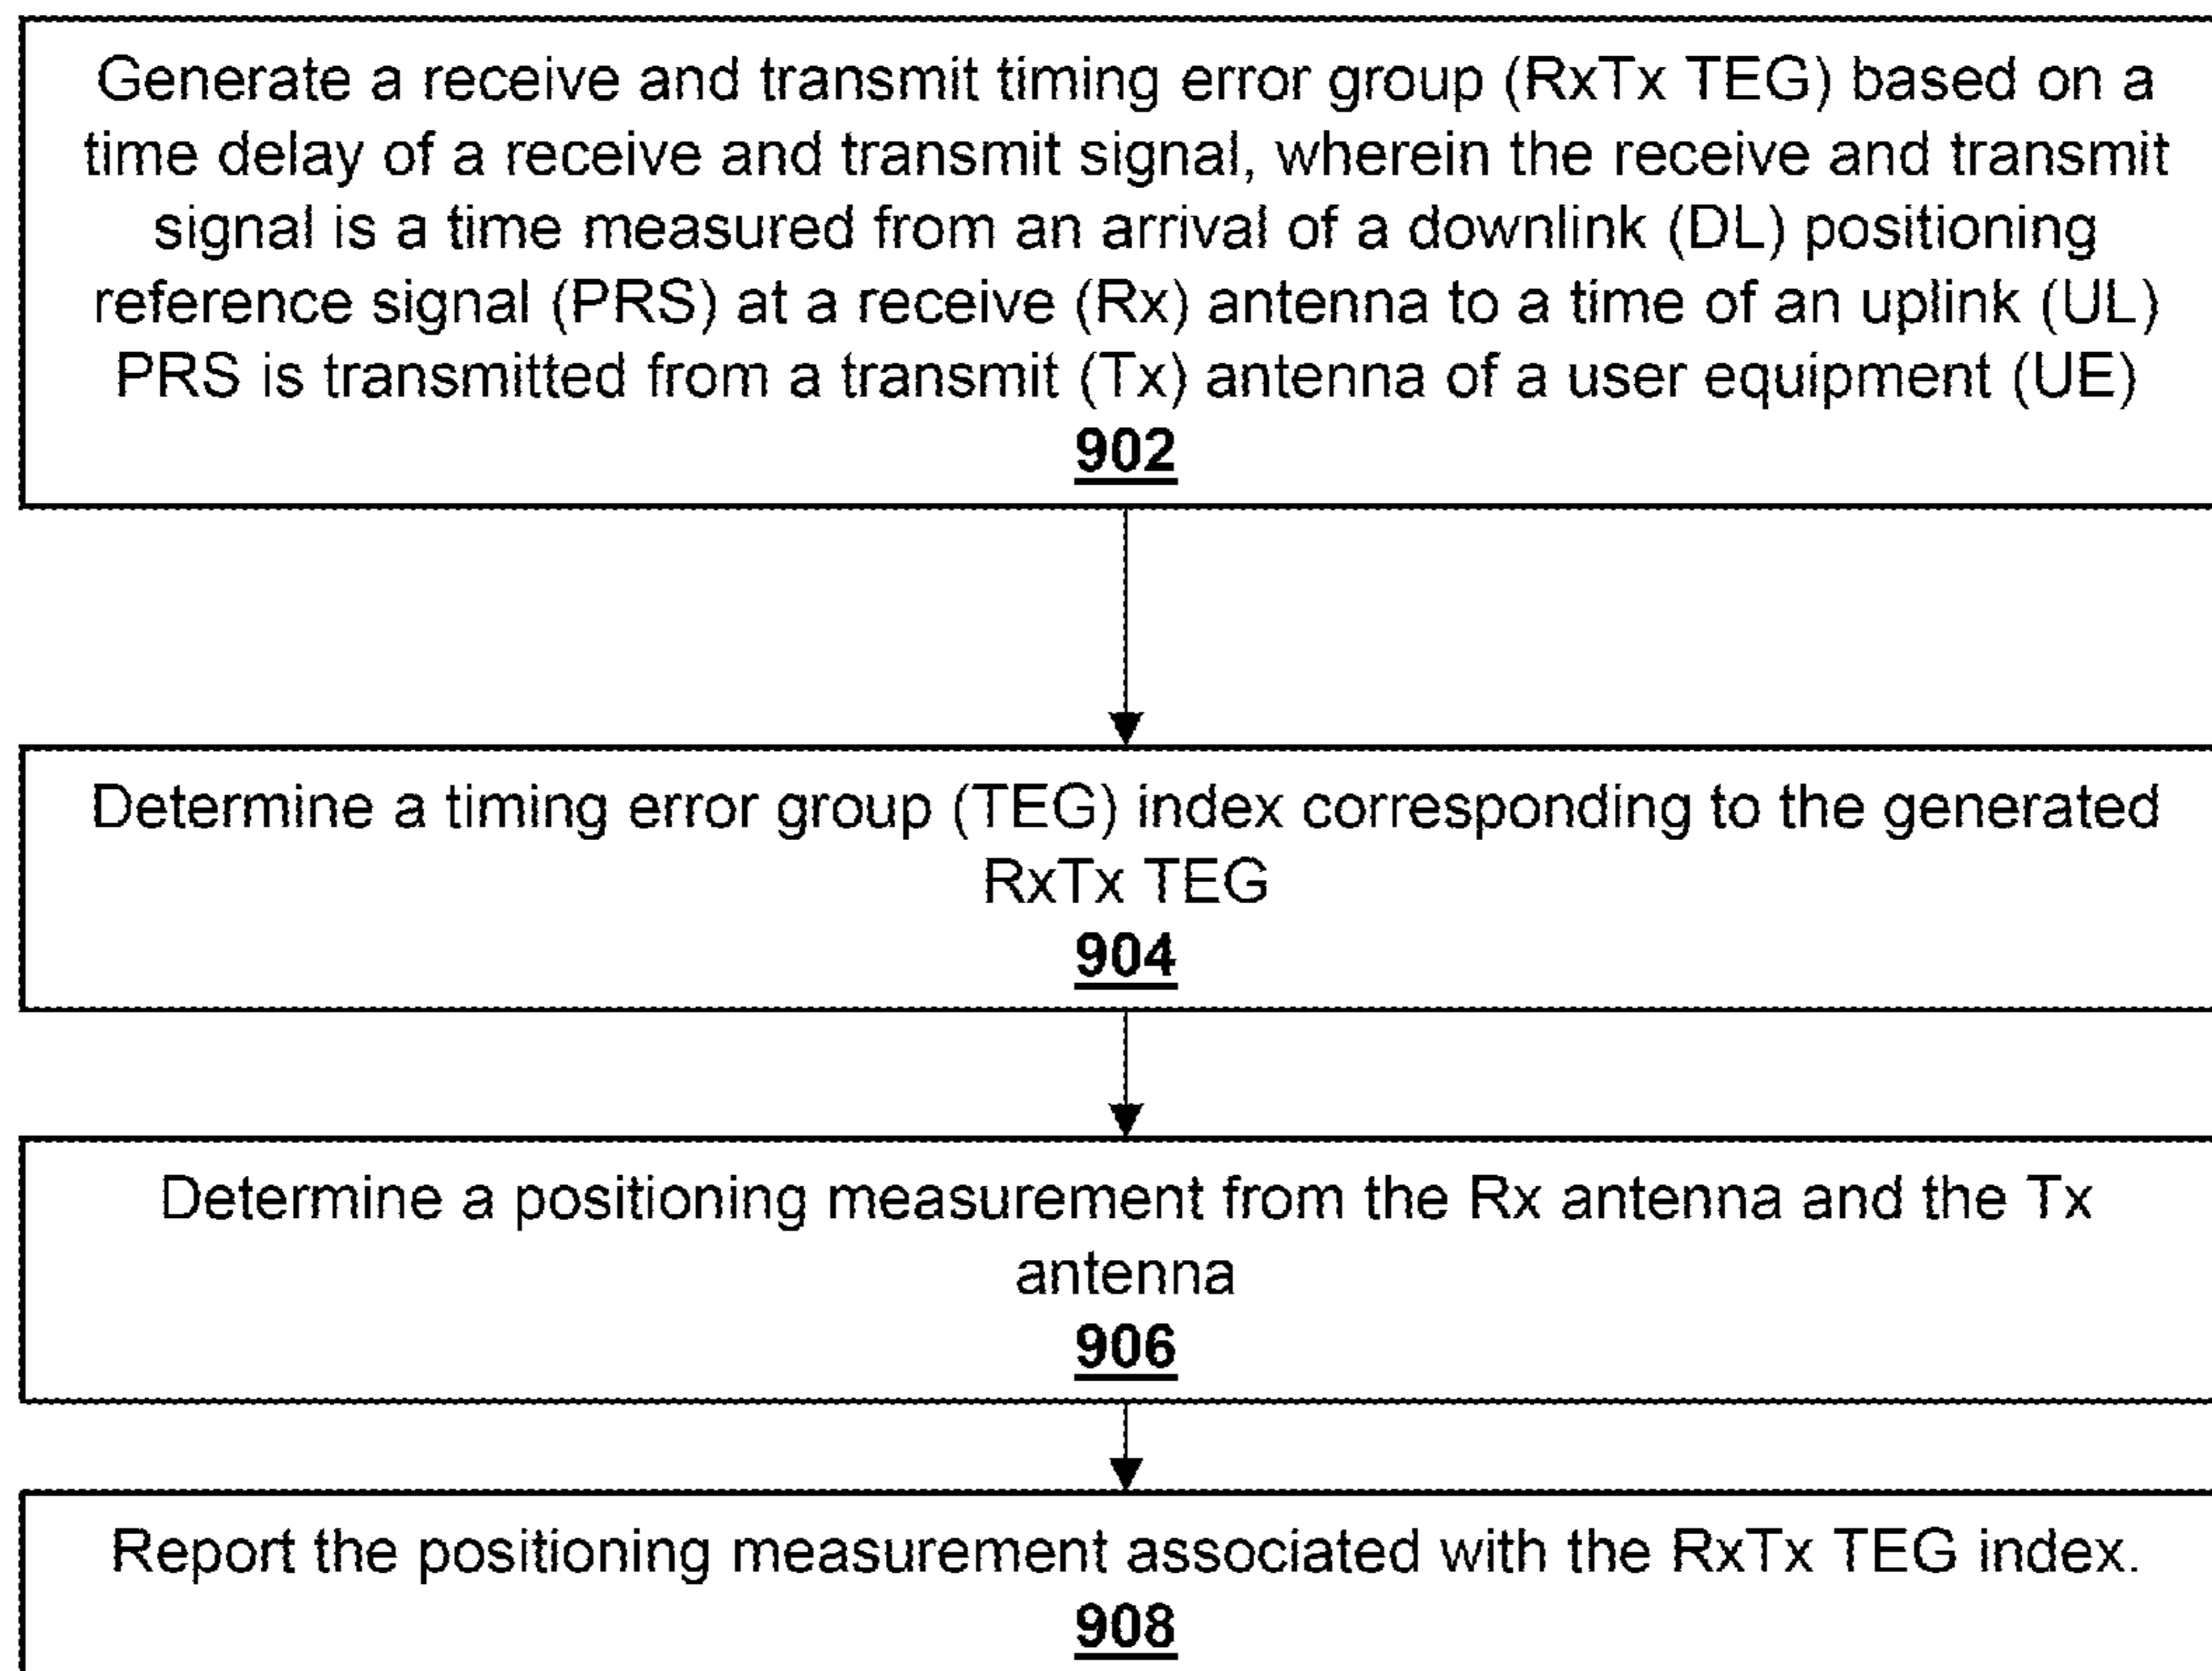 Generate a receive and transmit timing error group (RxTx TEG) based on a
time delay of a receive and transmit signal, wherein the receive and transmit
signal is a time measured from an arrival of a downlink (DL) positioning
reference signal (PRS) at a receive (Rx) antenna to a time of an uplink (UL)
PRS is transmitted from a transmit (Tx) antenna of a user equipment (UE)
902
Determine a timing error group (TEG) index corresponding to the generated
RxTx TEG
904
Determine a positioning measurement from the Rx antenna and the Tx
antenna
906
Report the positioning measurement associated with the RxTx TEG index.
908